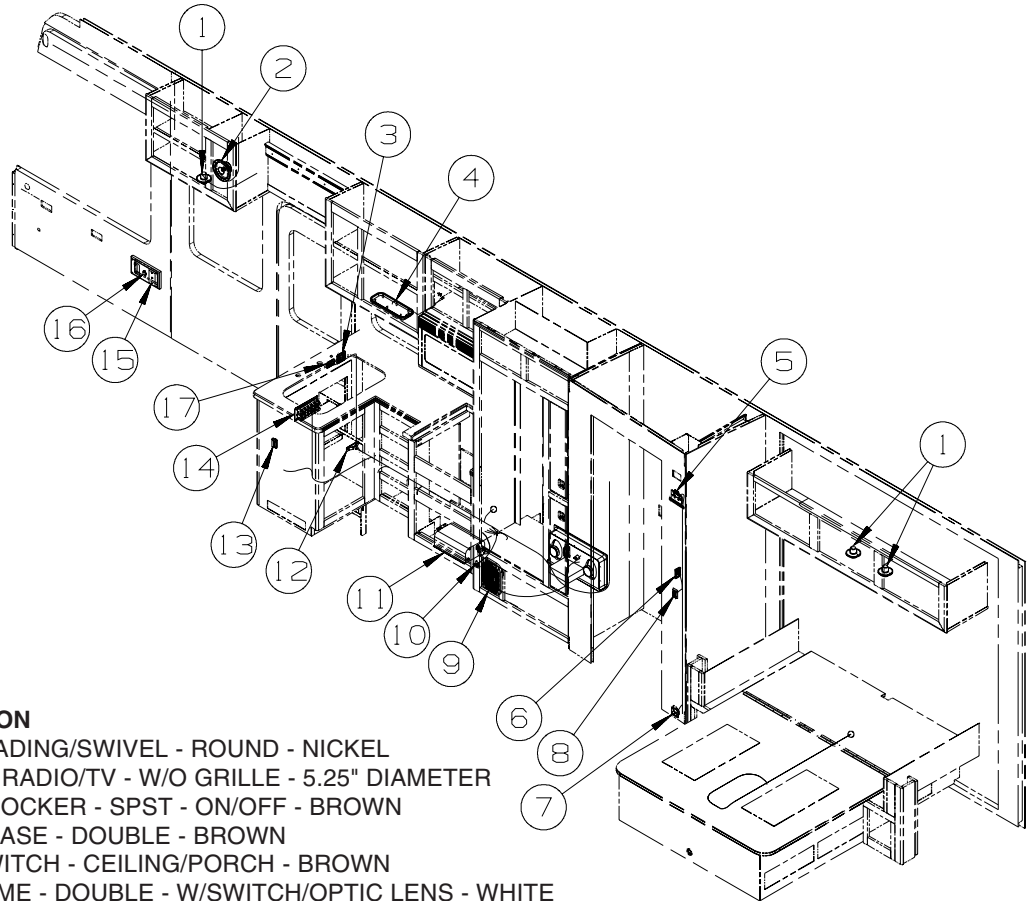 1
2
3
4
5
1
16
15
17
14
13
12
11
10
9
6
8
7
ON
ADING/SWIVEL - ROUND - NICKEL
RADIO/TV - W/O GRILLE - 5.25" DIAMETER
OCKER - SPST - ON/OFF - BROWN
ASE - DOUBLE - BROWN
WITCH - CEILING/PORCH - BROWN
ME - DOUBLE - W/SWITCH/OPTIC LENS - WHITE